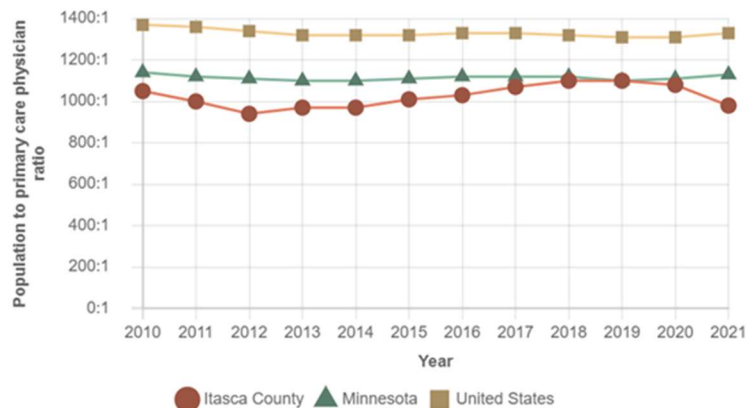 Population to primary care physician
ratio
1400:1
1200:1
1000:1
800:1
600:1
400:1
200:1
0:1
2010 2011 2012 2013 2014 2015 2016 2017 2018 2019 2020 2021
Year
Itasca County Minnesota United States